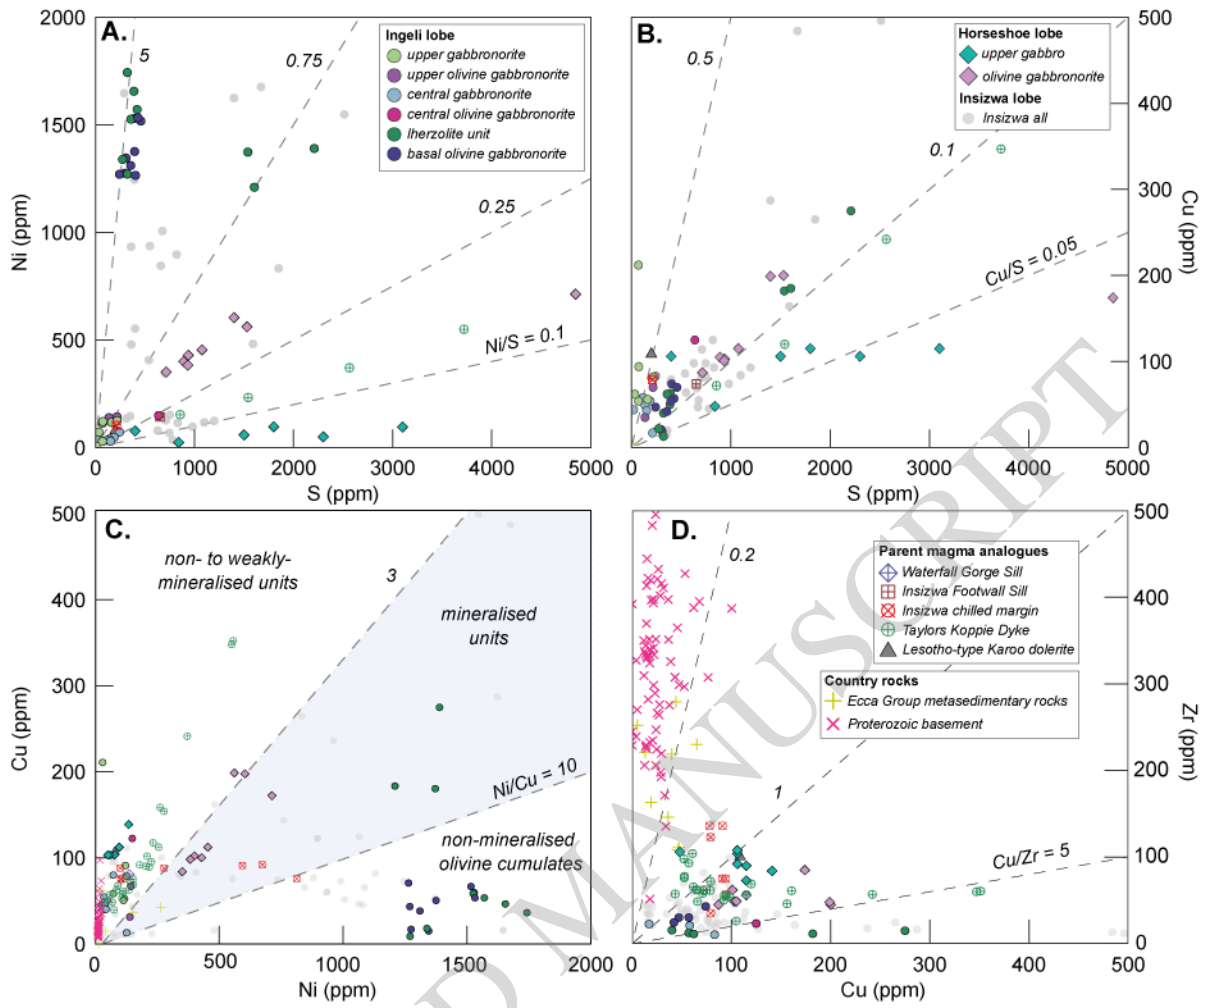 A.
2000
1500
1000
500
0
Ni (ppm)
0
1000
2000
3000
4000
5000
S (ppm)
5
0.75
0.25
Ni/S = 0.1
Ingeli lobe
upper gabbronorite
upper olivine gabbronorite
central gabbronorite
central olivine gabbronorite
lherzolite unit
basal olivine gabbronorite
B.
0.5
0.1
Cu/S = 0.05
Horseshoe lobe
upper gabbro
olivine gabbronorite
Insizwa lobe
Insizwa all
500
400
300
200
100
0
Cu (ppm)
0
1000
2000
3000
4000
5000
S (ppm)
C.
500
400
300
200
100
0
Cu (ppm)
0
500
1000
1500
2000
Ni (ppm)
non- to weakly-
mineralised units
3
mineralised
units
Ni/Cu = 10
non-mineralised
olivine cumulates
D.
0.2
1
Cu/Zr = 5
Parent magma analogues
Waterfall Gorge Sill
Insizwa Footwall Sill
Insizwa chilled margin
Taylors Koppie Dyke
Lesotho-type Karoo dolerite
Country rocks
Ecca Group metasedimentary rocks
Proterozoic basement
500
400
300
200
100
0
Zr (ppm)
0
100
200
300
400
500
Cu (ppm)
D MANUSCRIPT